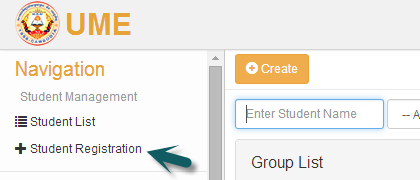 UME
Navigation
Student Management
Student List
Student Registration
Create
Enter Student Name
-- A
Group List